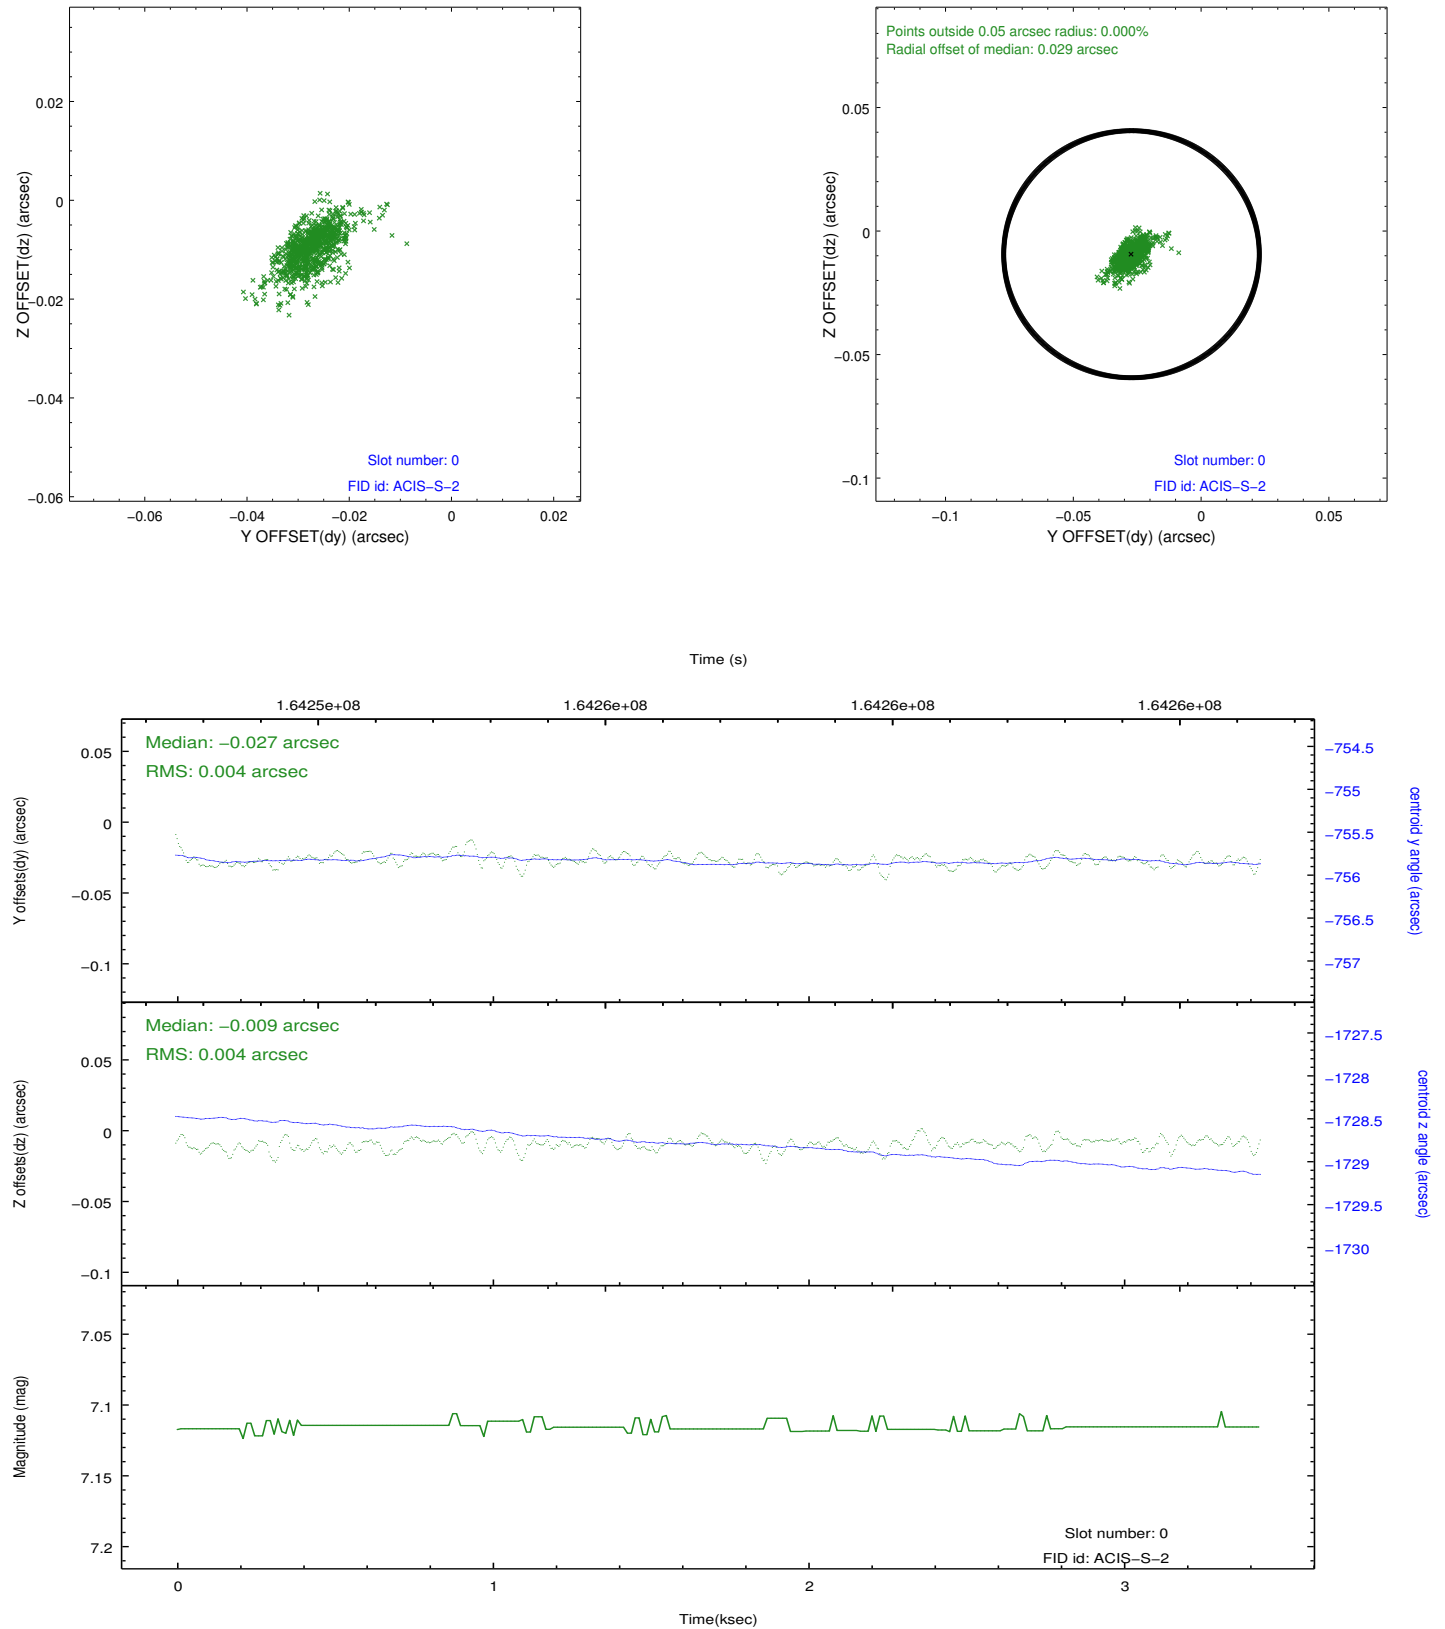 0.02
0
−0.02
−0.04
−0.06
Z OFFSET(dz) (arcsec)
Slot number: 0
FID id: ACIS−S−2
−0.06
−0.04
−0.02
0
0.02
Y OFFSET(dy) (arcsec)
Points outside 0.05 arcsec radius: 0.000%
Radial offset of median: 0.029 arcsec
0.05
0
−0.05
−0.1
Z OFFSET(dz) (arcsec)
Slot number: 0
FID id: ACIS−S−2
−0.1
−0.05
0
0.05
Y OFFSET(dy) (arcsec)
Time (s)
1.6425e+08
1.6426e+08
1.6426e+08
1.6426e+08
Median: −0.027 arcsec
RMS: 0.004 arcsec
0.05
0
−0.05
−0.1
Y offsets(dy) (arcsec)
−754.5
−755
−755.5
−756
−756.5
−757
centroid y angle (arcsec)
Median: −0.009 arcsec
RMS: 0.004 arcsec
0.05
0
−0.05
−0.1
Z offsets(dz) (arcsec)
−1727.5
−1728
−1728.5
−1729
−1729.5
−1730
centroid z angle (arcsec)
7.05
7.1
7.15
7.2
Magnitude (mag)
Slot number: 0
FID id: ACIS−S−2
0
1
2
3
Time(ksec)